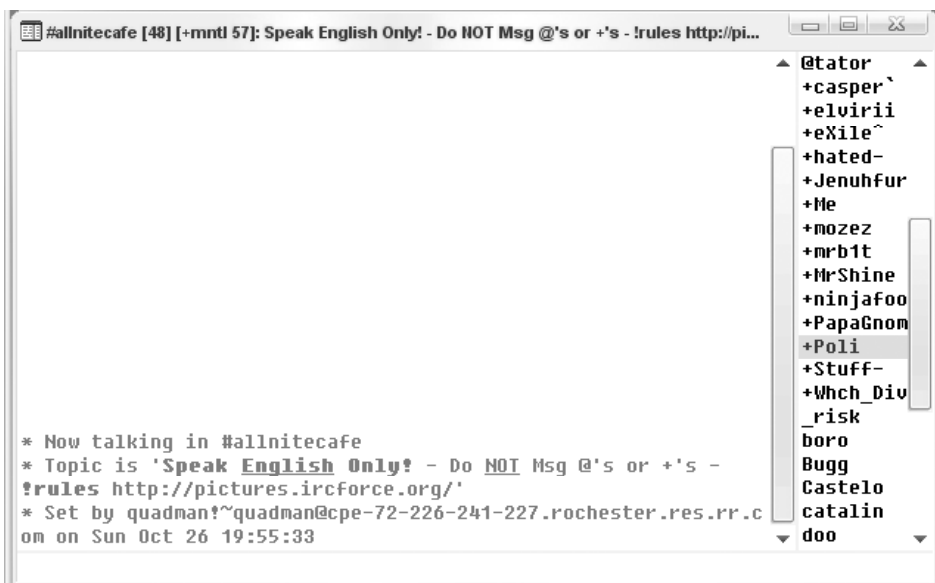 #allnitecafe [48] [+mntl 57]: Speak English Only! - Do NOT Msg @'s or +'s - !rules http://pi...
* Now talking in #allnitecafe
* Topic is 'Speak English Only! - Do NOT Msg @'s or +'s -
!rules http://pictures.ircforce.org/'
* Set by quadman!~quadman@cpe-72-226-241-227.rochester.res.rr.c
om on Sun Oct 26 19:55:33
@tator
+casper`
+elvirii
+eXile^
+hated-
+Jenuhfur
+Me
+mozez
+mrb1t
+MrShine
+ninjafoo
+PapaGnom
+Poli
+Stuff-
+Whch_Div
_risk
boro
Bugg
Castelo
catalin
doo